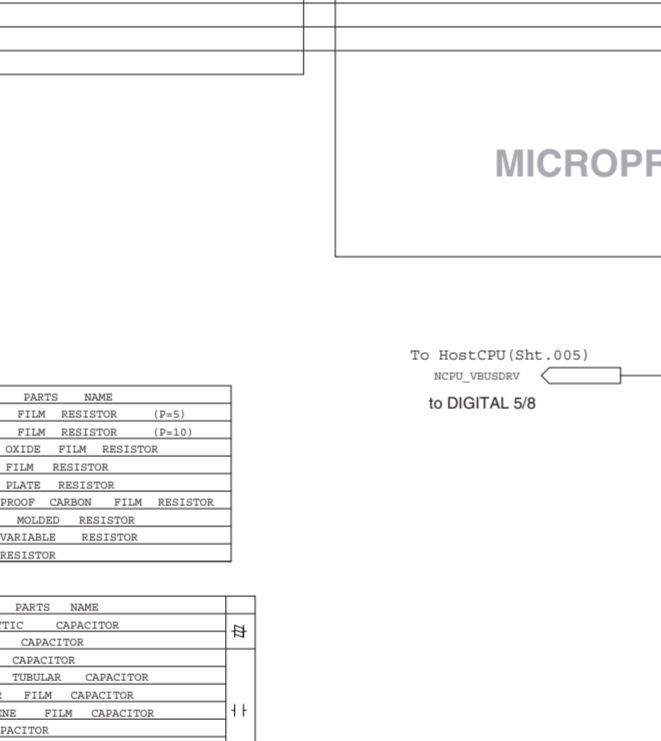 MICROPR
To HostCPU(Sht.005)
NCPU_VBUSDRV
to DIGITAL 5/8
PARTS NAME
FILM RESISTOR (P=5)
FILM RESISTOR (P=10)
OXIDE FILM RESISTOR
FILM RESISTOR
PLATE RESISTOR
PROOF CARBON FILM RESISTOR
MOLDED RESISTOR
VARIABLE RESISTOR
RESISTOR
PARTS NAME
TIC CAPACITOR
CAPACITOR
CAPACITOR
TUBULAR CAPACITOR
R FILM CAPACITOR
ENE FILM CAPACITOR
PACITOR